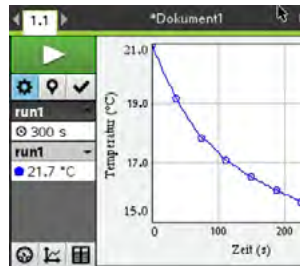 1.1 *Dokument1
run1
300 s
run1
21.7 °C
Temperatur (°C)
21.0
19.0
17.0
15.0
0 100 200
Zeit (s)